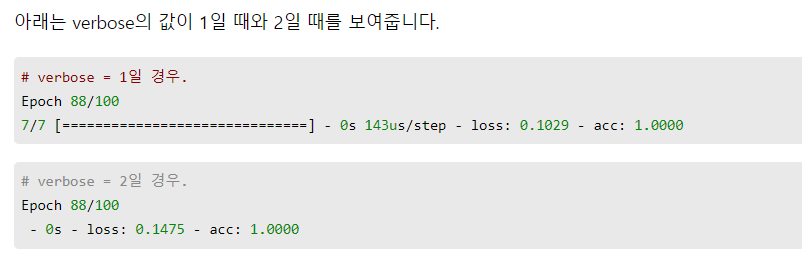 아래는 verbose의 값이 1일 때와 2일 때를 보여줍니다.
# verbose = 1일 경우.
Epoch 88/100
7/7 [==============================] - 0s 143us/step - loss: 0.1029 - acc: 1.0000
# verbose = 2일 경우.
Epoch 88/100
 - 0s - loss: 0.1475 - acc: 1.0000